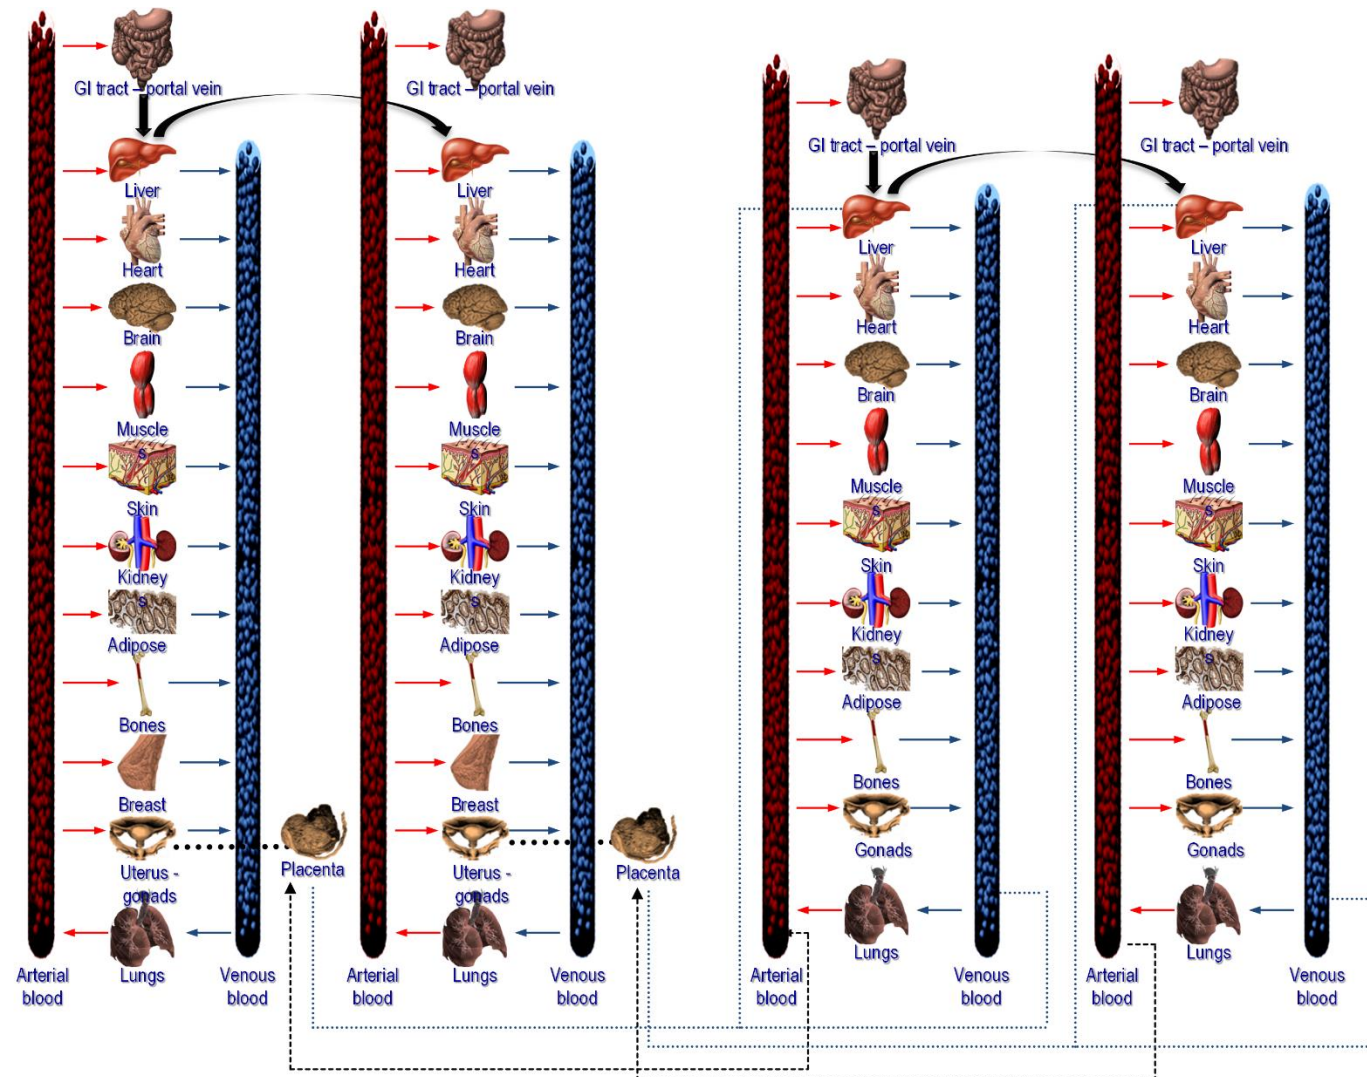 GI tract – portal vein
Liver
Heart
Brain
Muscle
s
Skin
Kidney
s
Adipose
Bones
Breast
Uterus -
gonads
Lungs
Arterial
blood
Venous
blood
Placenta
GI tract – portal vein
Liver
Heart
Brain
Muscle
s
Skin
Kidney
s
Adipose
Bones
Breast
Uterus -
gonads
Lungs
Arterial
blood
Venous
blood
Placenta
GI tract – portal vein
Liver
Heart
Brain
Muscle
s
Skin
Kidney
s
Adipose
Bones
Gonads
Lungs
Arterial
blood
Venous
blood
GI tract – portal vein
Liver
Heart
Brain
Muscle
s
Skin
Kidney
s
Adipose
Bones
Gonads
Lungs
Arterial
blood
Venous
blood